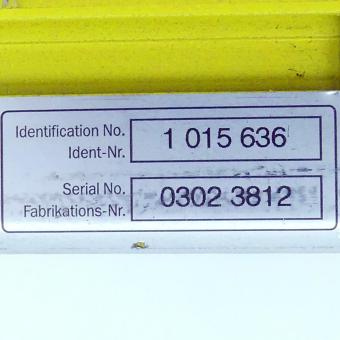 Identification No.
Ident-Nr.
1 015 636
Serial No.
Fabrikations-Nr.
0302 3812